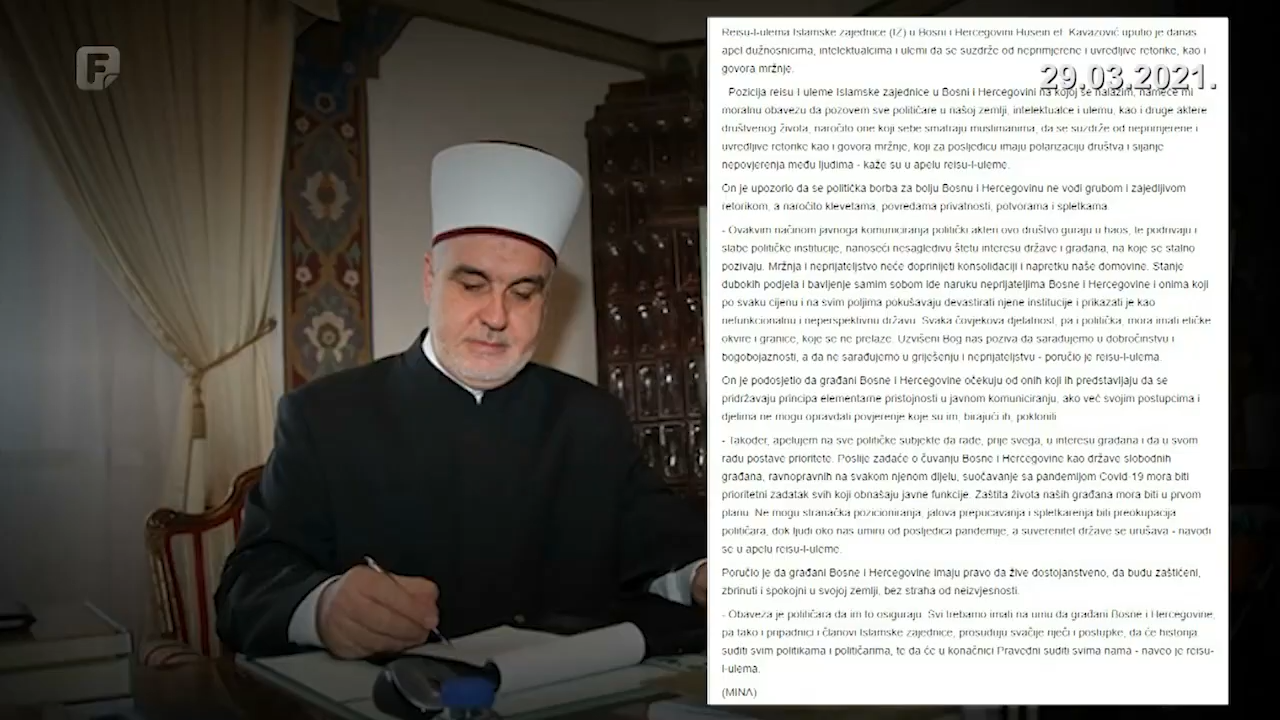 F
29.03.2021.
Reisu-l-ulema Islamske zajednice (IZ) u Bosni i Hercegovini Husein ef. Kavazović uputio je danas
apel dužnosnicima, intelektualcima i ulemi da se suzdrže od neprimjerene i uvredljive retorike, kao i
govora mržnje.
Pozicija reisu l uleme Islamske zajednice u Bosni i Hercegovini na kojoj se nalazim, nameće mi
moralnu obavezu da pozovem sve političare u našoj zemlji, intelektualce i ulemu, kao i druge aktere
društvenog života, naročito one koji sebe smatraju muslimanima, da se suzdrže od neprimjerene i
uvredljive retorike kao i govora mržnje, koji za posljedicu imaju polarizaciju društva i sijanje
nepovjerenja među ljudima - kaže su u apelu reisu-l-uleme.
On je upozorio da se politička borba za bolju Bosnu i Hercegovinu ne vodi grubom i zajedljivom
retorikom, a naročito klevetama, povredama privatnosti, potvorama i spletkama.
- Ovakvim načinom javnoga komuniciranja politički akteri ovo društvo guraju u haos, te podrivaju i
slabe političke institucije, nanoseći nesagledivu štetu interesu države i građana, na koje se stalno
pozivaju. Mržnja i neprijateljstvo neće doprinijeti konsolidaciji i napretku naše domovine. Stanje
dubokih podjela i bavljenje samim sobom ide naruku neprijateljima Bosne i Hercegovine i onima koji
po svaku cijenu i na svim poljima pokušavaju devastirati njene institucije i prikazati je kao
nefunkcionalnu i neperspektivnu državu. Svaka čovjekova djelatnost, pa i politička, mora imati etičke
okvire i granice, koje se ne prelaze. Uzvišeni Bog nas poziva da sarađujemo u dobročinstvu i
bogobojaznosti, a da ne sarađujemo u griješenju i neprijateljstvu - poručio je reisu-l-ulema.
On je podosjetio da građani Bosne i Hercegovine očekuju od onih koji ih predstavljaju da se
pridržavaju principa elementarne pristojnosti u javnom komuniciranju, ako već svojim postupcima i
djelima ne mogu opravdati povjerenje koje su im, birajući ih, poklonili.
- Također, apelujem na sve političke subjekte da rade, prije svega, u interesu građana i da u svom
radu postave prioritete. Poslije zadaće o čuvanju Bosne i Hercegovine kao države slobodnih
građana, ravnopravnih na svakom njenom dijelu, suočavanje sa pandemijom Covid-19 mora biti
prioritetni zadatak svih koji obnašaju javne funkcije. Zaštita života naših građana mora biti u prvom
planu. Ne mogu stranačka pozicioniranja, jalova prepucavanja i spletkarenja biti preokupacija
političara, dok ljudi oko nas umiru od posljedica pandemije, a suverenitet države se urušava - navodi
se u apelu reisu-l-uleme.
Poručio je da građani Bosne i Hercegovine imaju pravo da žive dostojanstveno, da budu zaštićeni,
zbrinuti i spokojni u svojoj zemlji, bez straha od neizvjesnosti.
- Obaveza je političara da im to osiguraju. Svi trebamo imati na umu da građani Bosne i Hercegovine,
pa tako i pripadnici i članovi Islamske zajednice, prosuđuju svačije riječi i postupke, da će historija
suditi svim politikama i političarima, te da će u konačnici Pravedni suditi svima nama - naveo je reisu-
l-ulema.
(MINA)